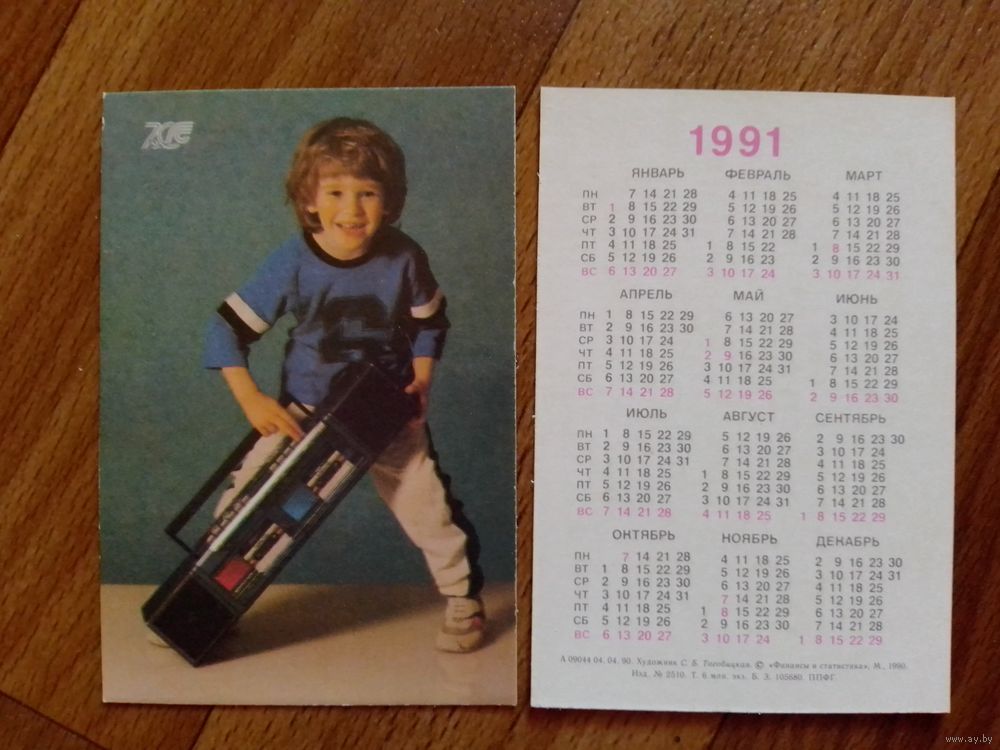 1991
ЯНВАРЬ ФЕВРАЛЬ МАРТ
ПН 7 14 21 28 4 11 18 25 4 11 18 25
ВТ 1 8 15 22 29 5 12 19 26 5 12 19 26
СР 2 9 16 23 30 6 13 20 27 6 13 20 27
ЧТ 3 10 17 24 31 7 14 21 28 7 14 21 28
ПТ 4 11 18 25 1 8 15 22 1 8 15 22 29
СБ 5 12 19 26 2 9 16 23 2 9 16 23 30
ВС 6 13 20 27 3 10 17 24 3 10 17 24 31
АПРЕЛЬ МАЙ ИЮНЬ
ПН 1 8 15 22 29 6 13 20 27 3 10 17 24
ВТ 2 9 16 23 30 7 14 21 28 4 11 18 25
СР 3 10 17 24 1 8 15 22 29 5 12 19 26
ЧТ 4 11 18 25 2 9 16 23 30 6 13 20 27
ПТ 5 12 19 26 3 10 17 24 31 7 14 21 28
СБ 6 13 20 27 4 11 18 25 1 8 15 22 29
ВС 7 14 21 28 5 12 19 26 2 9 16 23 30
ИЮЛЬ АВГУСТ СЕНТЯБРЬ
ПН 1 8 15 22 29 5 12 19 26 2 9 16 23 30
ВТ 2 9 16 23 30 6 13 20 27 3 10 17 24
СР 3 10 17 24 31 7 14 21 28 4 11 18 25
ЧТ 4 11 18 25 1 8 15 22 29 5 12 19 26
ПТ 5 12 19 26 2 9 16 23 30 6 13 20 27
СБ 6 13 20 27 3 10 17 24 31 7 14 21 28
ВС 7 14 21 28 4 11 18 25 1 8 15 22 29
ОКТЯБРЬ НОЯБРЬ ДЕКАБРЬ
ПН 7 14 21 28 4 11 18 25 2 9 16 23 30
ВТ 1 8 15 22 29 5 12 19 26 3 10 17 24 31
СР 2 9 16 23 30 6 13 20 27 4 11 18 25
ЧТ 3 10 17 24 31 7 14 21 28 5 12 19 26
ПТ 4 11 18 25 1 8 15 22 29 6 13 20 27
СБ 5 12 19 26 2 9 16 23 30 7 14 21 28
ВС 6 13 20 27 3 10 17 24 1 8 15 22 29
А 09044 04. 04. 90. Художник С. Б. © «Финансы и статистика», М., 1990.
Изд. № 2510. Т. 6 млн. экз. Б. З. 105680. ППФГ.
www.ay.by